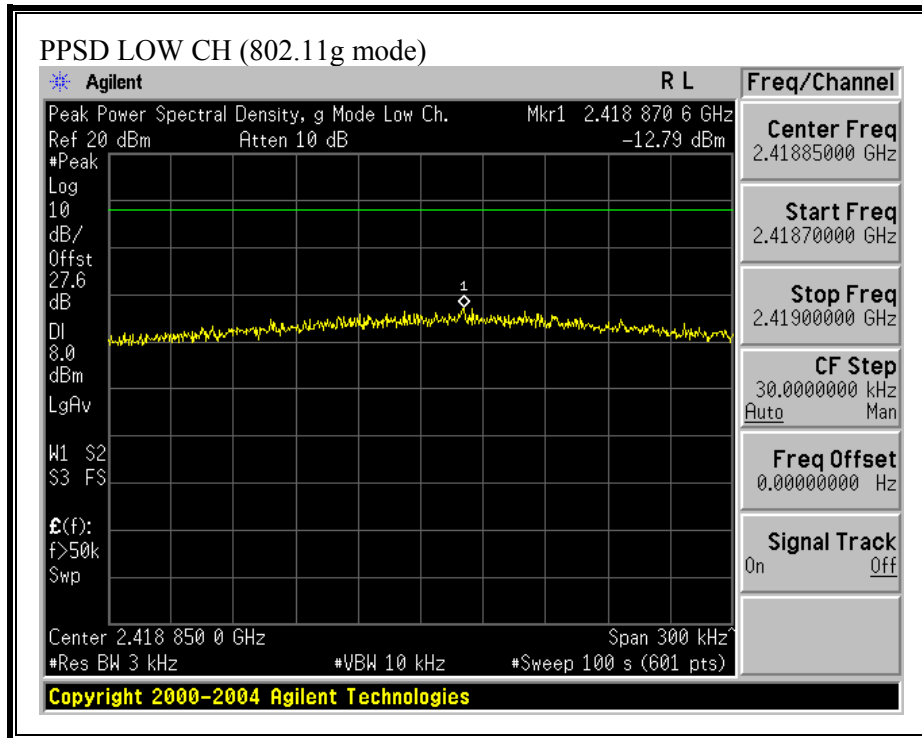 PPSD LOW CH (802.11g mode)
Agilent R L
Peak Power Spectral Density, g Mode Low Ch. Mkr1 2.418 870 6 GHz
Ref 20 dBm Atten 10 dB -12.79 dBm
#Peak
Log
10
dB/
Offst
27.6
dB
DI
8.0
dBm
LgAv
W1 S2
S3 FS
£(f):
f>50k
Swp
1
Center 2.418 850 0 GHz Span 300 kHz^
#Res BW 3 kHz #VBW 10 kHz #Sweep 100 s (601 pts)
Copyright 2000-2004 Agilent Technologies
Freq/Channel
Center Freq
2.41885000 GHz
Start Freq
2.41870000 GHz
Stop Freq
2.41900000 GHz
CF Step
30.0000000 kHz
Auto Man
Freq Offset
0.00000000 Hz
Signal Track
On Off